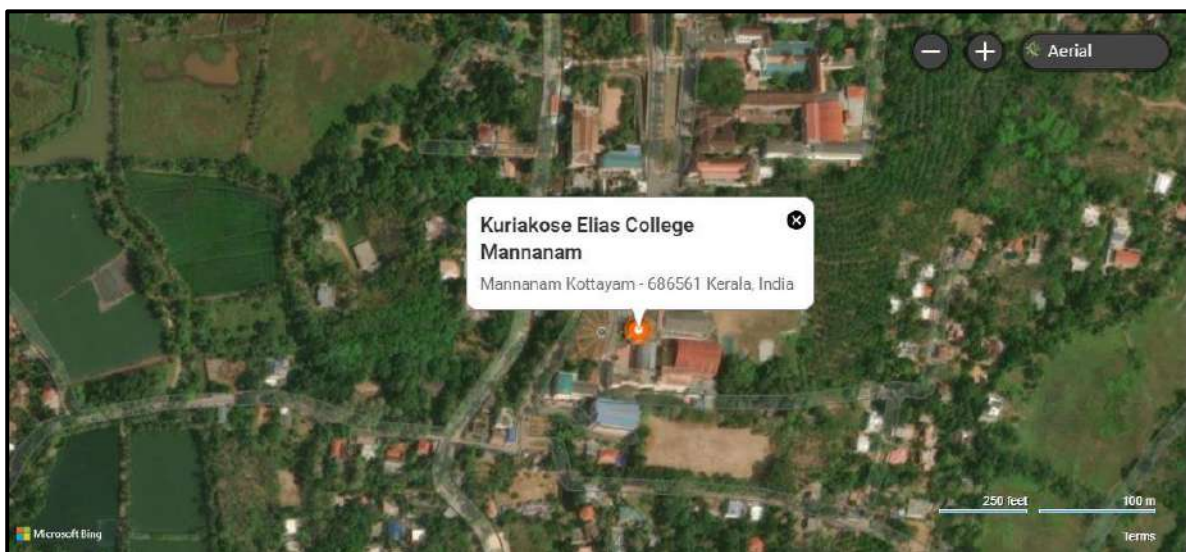 Aerial
Kuriakose Elias College
Mannanam
Mannanam Kottayam - 686561 Kerala, India
250 feet 100 m
Microsoft Bing
Terms